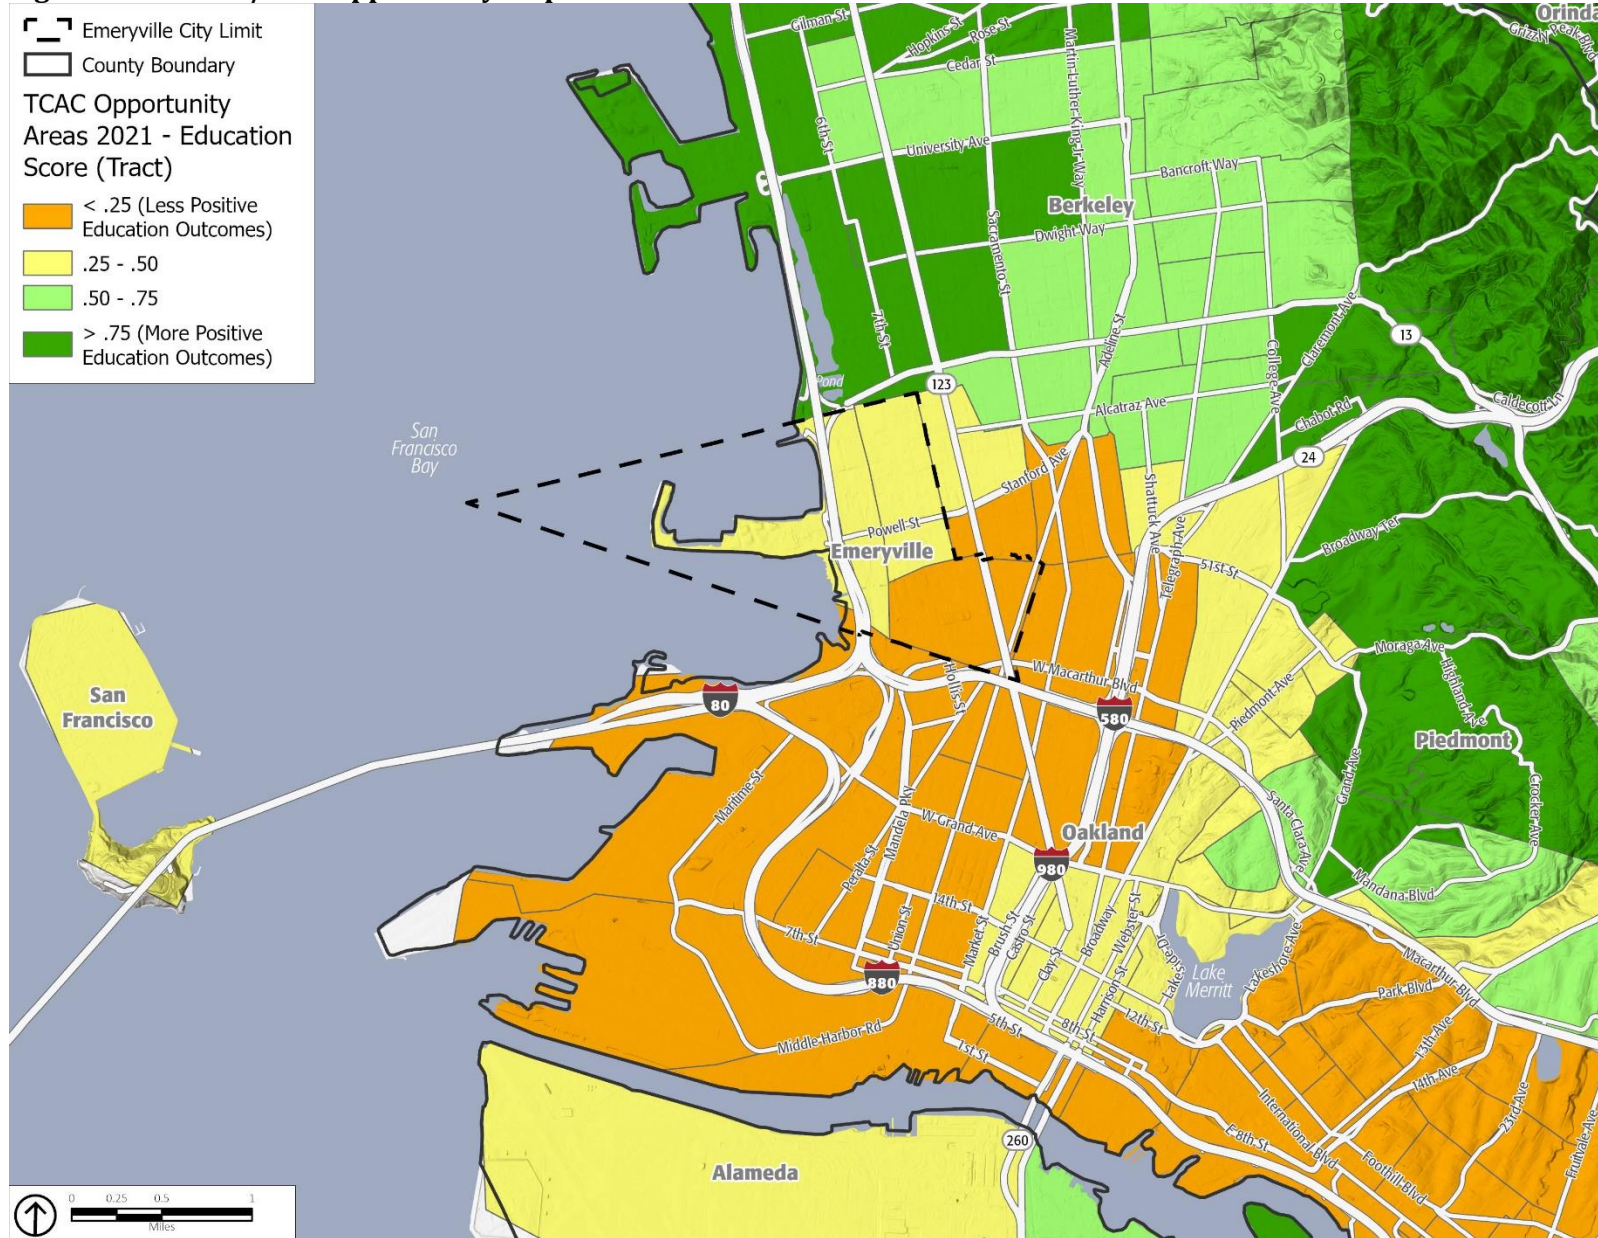 Emeryville City Limit
County Boundary
TCAC Opportunity
Areas 2021 - Education
Score (Tract)
< .25 (Less Positive
Education Outcomes)
.25 - .50
.50 - .75
> .75 (More Positive
Education Outcomes)
Orinda
Grizzly Peak Blvd
Gilman St
Hopkins St
Rose St
Cedar St
Martin Luther King Jr Way
6th St
University Ave
Bancroft Way
Berkeley
Dwight Way
Sacramento St
7th St
Adeline St
College Ave
Claremont Ave
13
Pond
123
Alcatraz Ave
Chabot Rd
Caldecott Ln
San
Francisco
Bay
24
Stanford Ave
Shattuck Ave
Telegraph Ave
Powell St
Emeryville
Broadway Ter
51st St
Moraga Ave
Highland Ave
Piedmont
San
Francisco
80
Hollis St
W Macarthur Blvd
580
Piedmont Ave
Grand Ave
Crocker Ave
Maritime St
Mandela Pky
W Grand Ave
Oakland
Santa Clara Ave
Peralta St
980
Mandana Blvd
14th St
Union St
Market St
Brush St
Castro St
Clay St
Broadway
Webster St
Harrison St
7th St
880
Lake
Merritt
Lakeshore Ave
Macarthur Blvd
Park Blvd
12th St
8th St
5th St
1st St
Middle Harbor Rd
13th Ave
14th Ave
23rd Ave
International Blvd
E 8th St
Foothill Blvd
Fruitvale Ave
260
Alameda
0 0.25 0.5 1
Miles